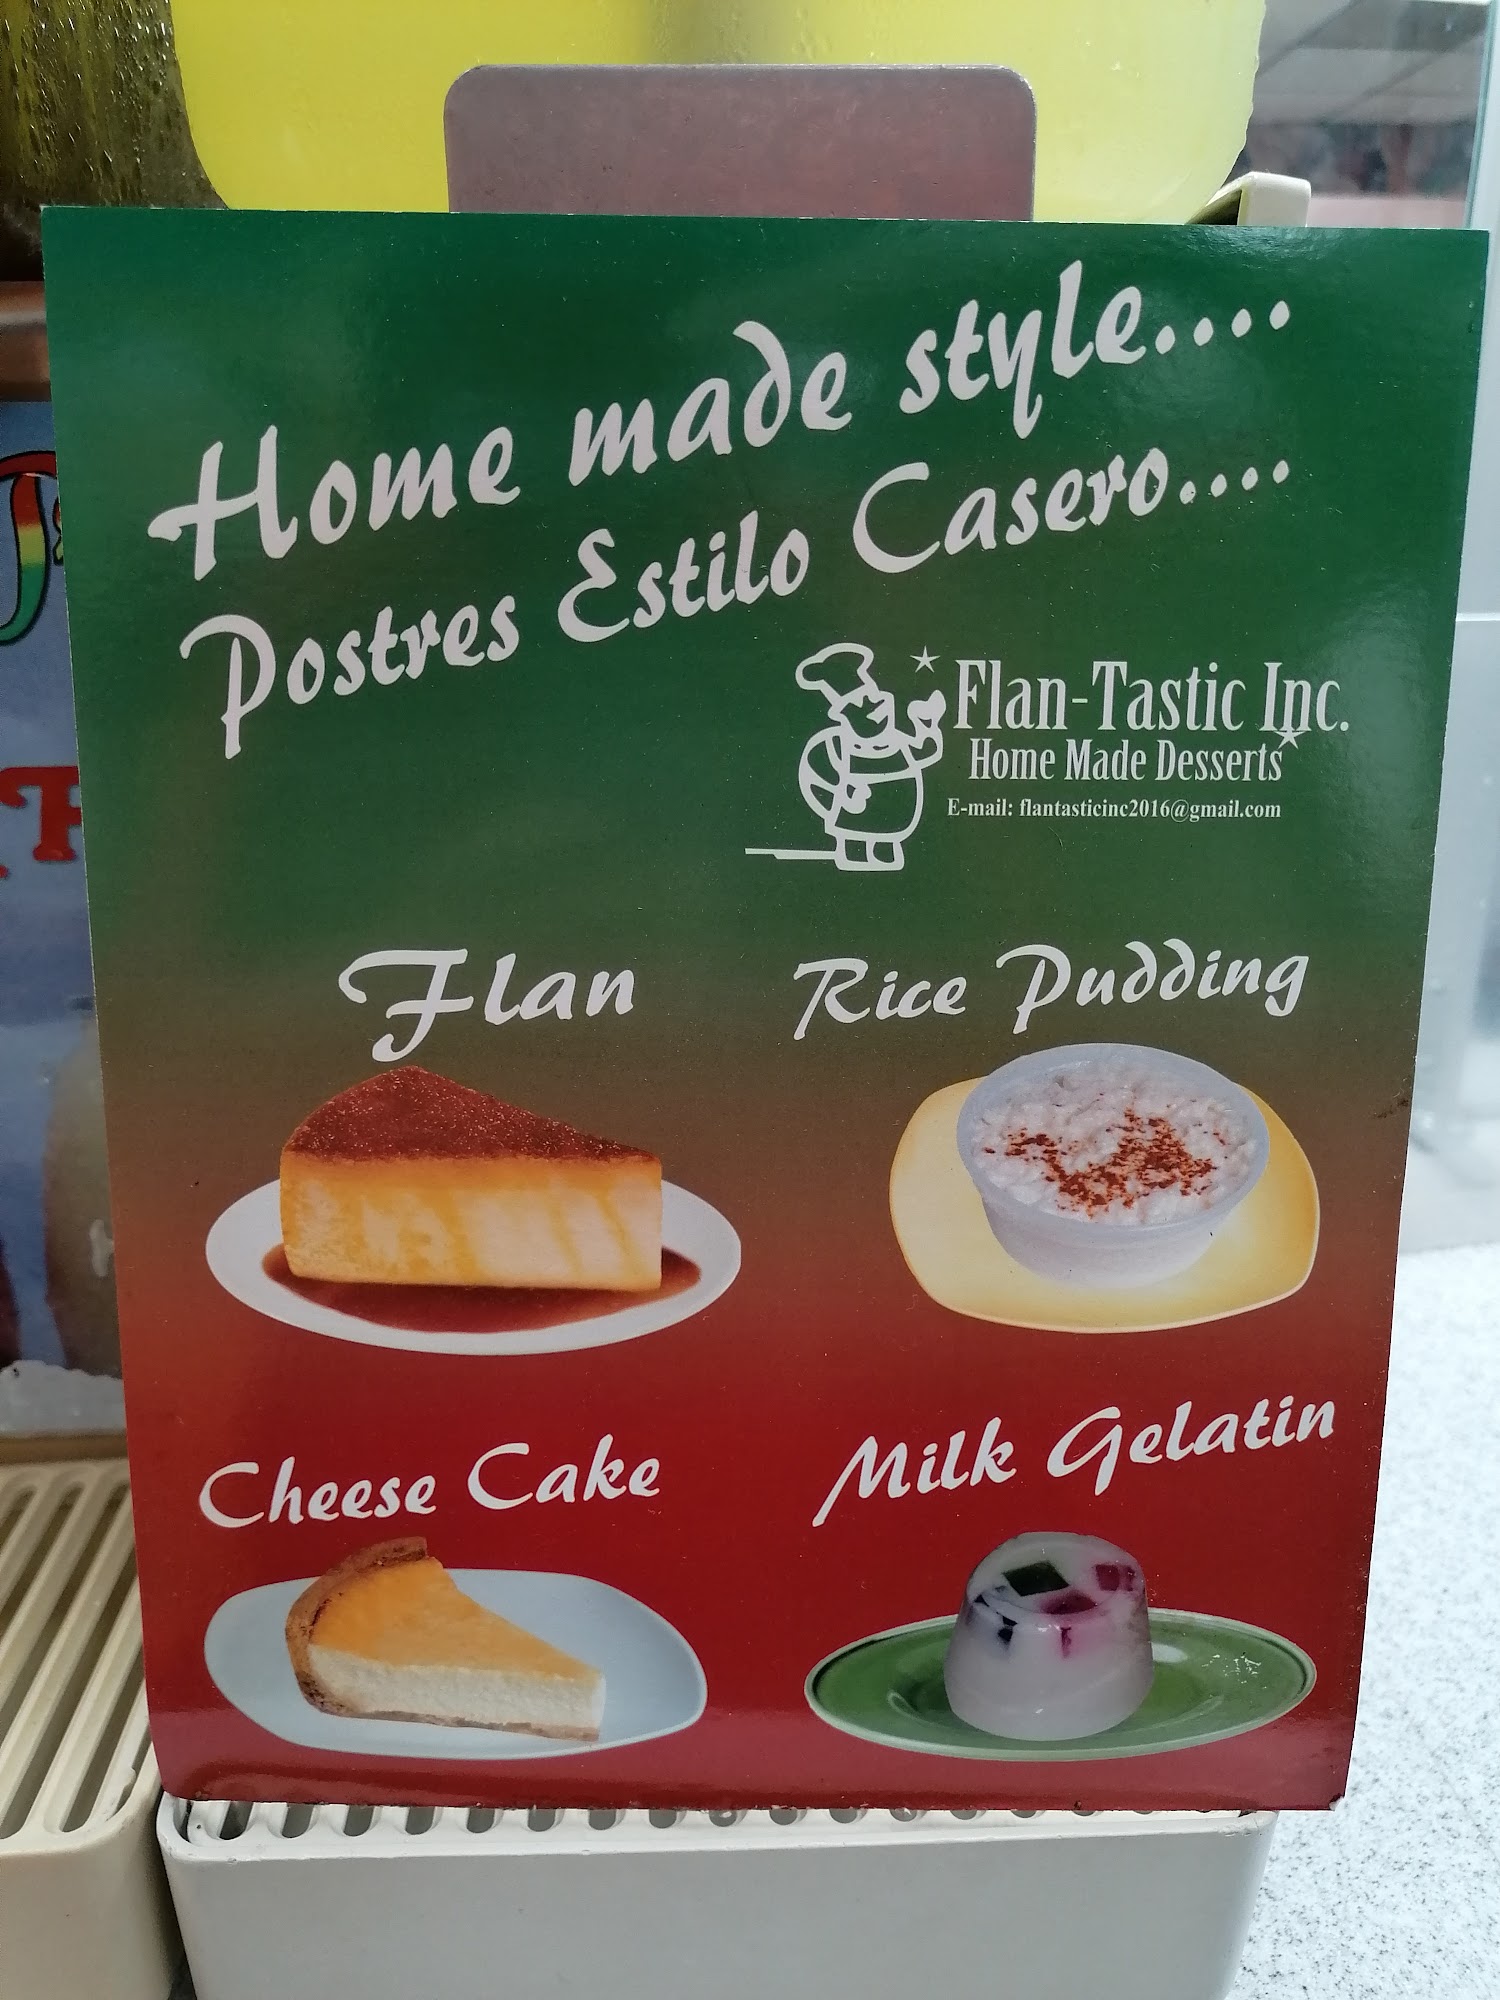 Home made style....
Postres Estilo Casero....
Flan-Tastic Inc.
Home Made Desserts
E-mail: flantasticinc2016@gmail.com
Flan
Rice Pudding
Cheese Cake
Milk Gelatin